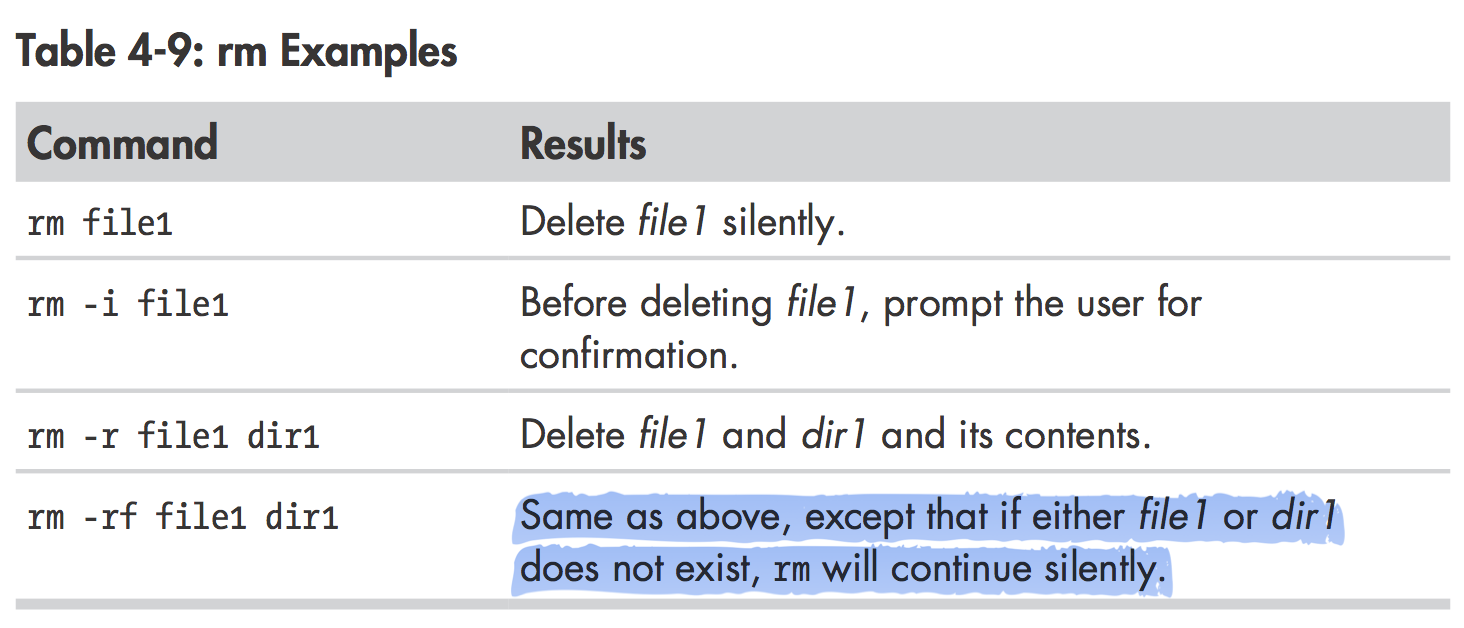 Table 4-9: rm Examples
Command Results
rm file1 Delete file1 silently.
rm -i file1 Before deleting file1, prompt the user for
confirmation.
rm -r file1 dir1 Delete file1 and dir1 and its contents.
rm -rf file1 dir1 Same as above, except that if either file1 or dir1
does not exist, rm will continue silently.